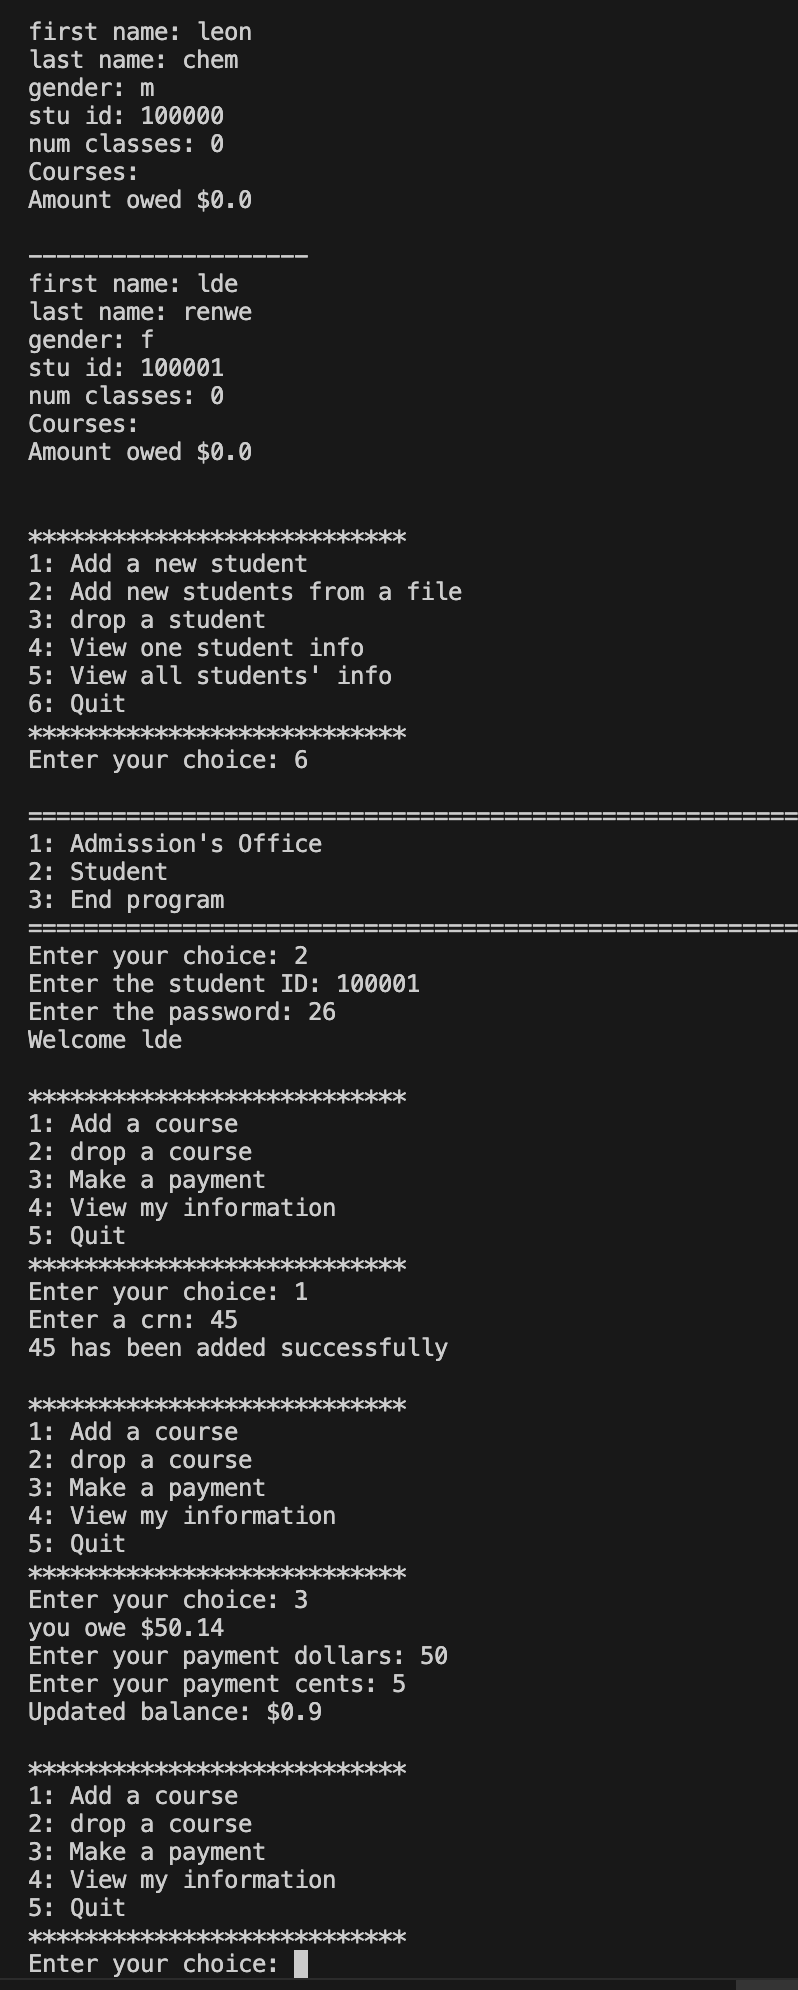 first name: leon
last name: chem
gender: m
stu id: 100000
num classes: 0
Courses:
Amount owed $0.0
--------------------
first name: lde
last name: renwe
gender: f
stu id: 100001
num classes: 0
Courses:
Amount owed $0.0
***************************
1: Add a new student
2: Add new students from a file
3: drop a student
4: View one student info
5: View all students' info
6: Quit
***************************
Enter your choice: 6
=======================================================
1: Admission's Office
2: Student
3: End program
=======================================================
Enter your choice: 2
Enter the student ID: 100001
Enter the password: 26
Welcome lde
***************************
1: Add a course
2: drop a course
3: Make a payment
4: View my information
5: Quit
***************************
Enter your choice: 1
Enter a crn: 45
45 has been added successfully
***************************
1: Add a course
2: drop a course
3: Make a payment
4: View my information
5: Quit
***************************
Enter your choice: 3
you owe $50.14
Enter your payment dollars: 50
Enter your payment cents: 5
Updated balance: $0.9
***************************
1: Add a course
2: drop a course
3: Make a payment
4: View my information
5: Quit
***************************
Enter your choice: